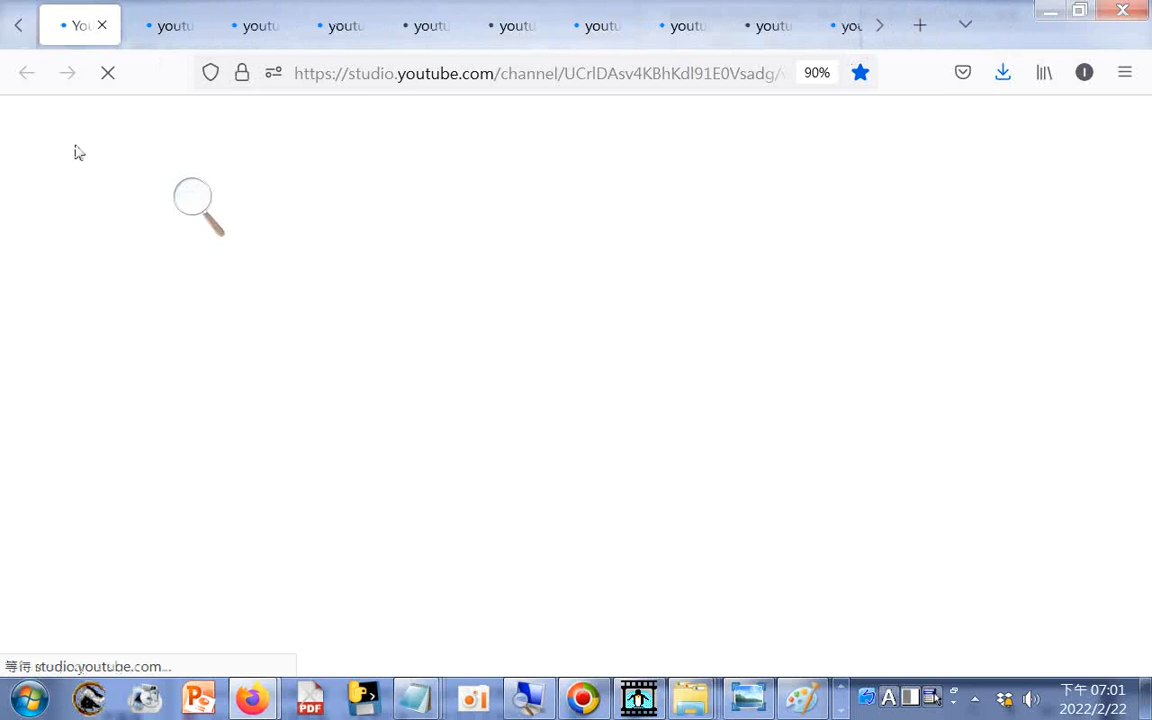 You
youtu
youtu
youtu
youtu
youtu
youtu
youtu
youtu
you
https://studio.youtube.com/channel/UCrlDAsv4KBhKdl91E0Vsadg/
90%
I
等待 studio.youtube.com...
P
PDF
A
下午 07:01
2022/2/22